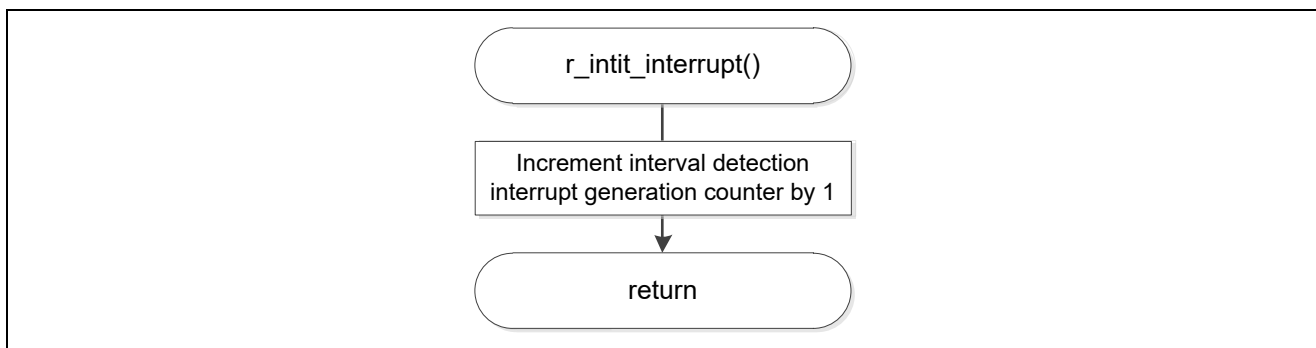 r_intit_interrupt()
Increment interval detection
interrupt generation counter by 1
return